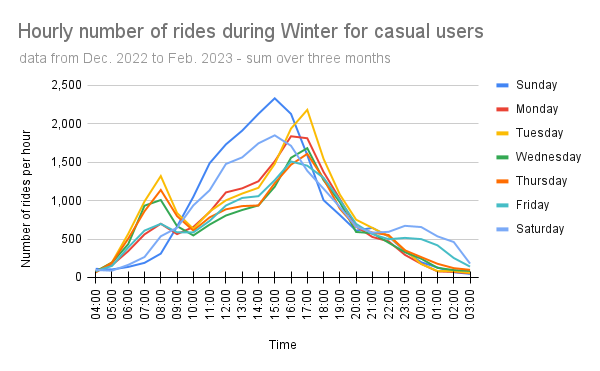 Hourly number of rides during Winter for casual users
data from Dec. 2022 to Feb. 2023 - sum over three months
Number of rides per hour
2,500
2,000
1,500
1,000
500
0
04:00 05:00 06:00 07:00 08:00 09:00 10:00 11:00 12:00 13:00 14:00 15:00 16:00 17:00 18:00 19:00 20:00 21:00 22:00 23:00 00:00 01:00 02:00 03:00
Time
Sunday
Monday
Tuesday
Wednesday
Thursday
Friday
Saturday